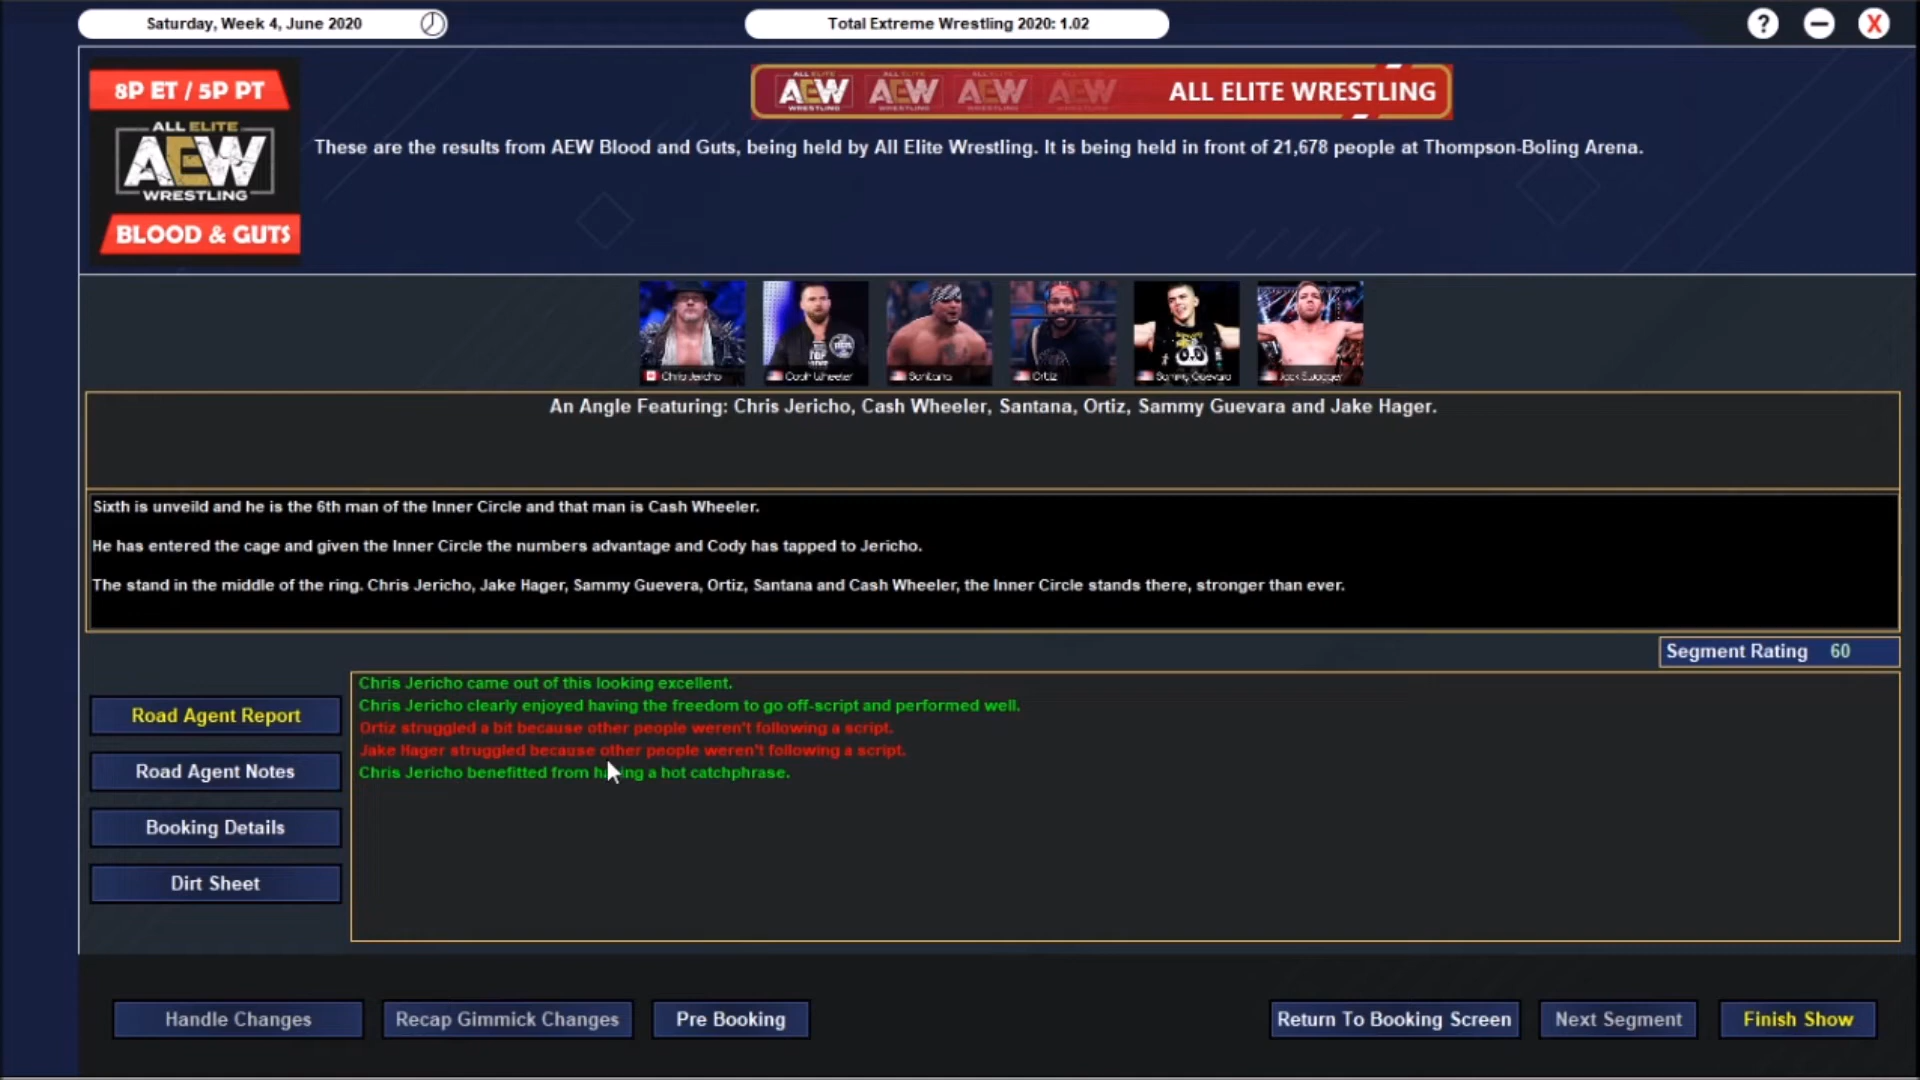 Saturday, Week 4, June 2020
Total Extreme Wrestling 2020: 1.02
?
X
8P ET / 5P PT
ALL ELITE
AEW
WRESTLING
BLOOD & GUTS
ALL ELITE WRESTLING
These are the results from AEW Blood and Guts, being held by All Elite Wrestling. It is being held in front of 21,678 people at Thompson-Boling Arena.
Chris Jericho
Cash Wheeler
Santana
Ortiz
Sammy Guevara
Jack Swagger
An Angle Featuring: Chris Jericho, Cash Wheeler, Santana, Ortiz, Sammy Guevara and Jake Hager.
Sixth is unveild and he is the 6th man of the Inner Circle and that man is Cash Wheeler.
He has entered the cage and given the Inner Circle the numbers advantage and Cody has tapped to Jericho.
The stand in the middle of the ring. Chris Jericho, Jake Hager, Sammy Guevera, Ortiz, Santana and Cash Wheeler, the Inner Circle stands there, stronger than ever.
Segment Rating 60
Road Agent Report
Road Agent Notes
Booking Details
Dirt Sheet
Chris Jericho came out of this looking excellent.
Chris Jericho clearly enjoyed having the freedom to go off-script and performed well.
Ortiz struggled a bit because other people weren't following a script.
Jake Hager struggled because other people weren't following a script.
Chris Jericho benefitted from having a hot catchphrase.
Handle Changes
Recap Gimmick Changes
Pre Booking
Return To Booking Screen
Next Segment
Finish Show